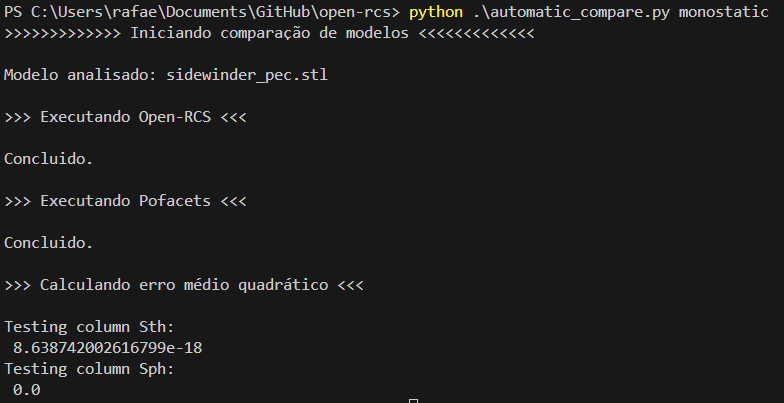 PS C:\Users\rafae\Documents\GitHub\open-rcs> python .\automatic_compare.py monostatic
>>>>>>>>>>>>> Iniciando comparação de modelos <<<<<<<<<<<<<
Modelo analisado: sidewinder_pec.stl
>>> Executando Open-RCS <<<
Concluido.
>>> Executando Pofacets <<<
Concluido.
>>> Calculando erro médio quadrático <<<
Testing column Sth:
8.638742002616799e-18
Testing column Sph:
0.0